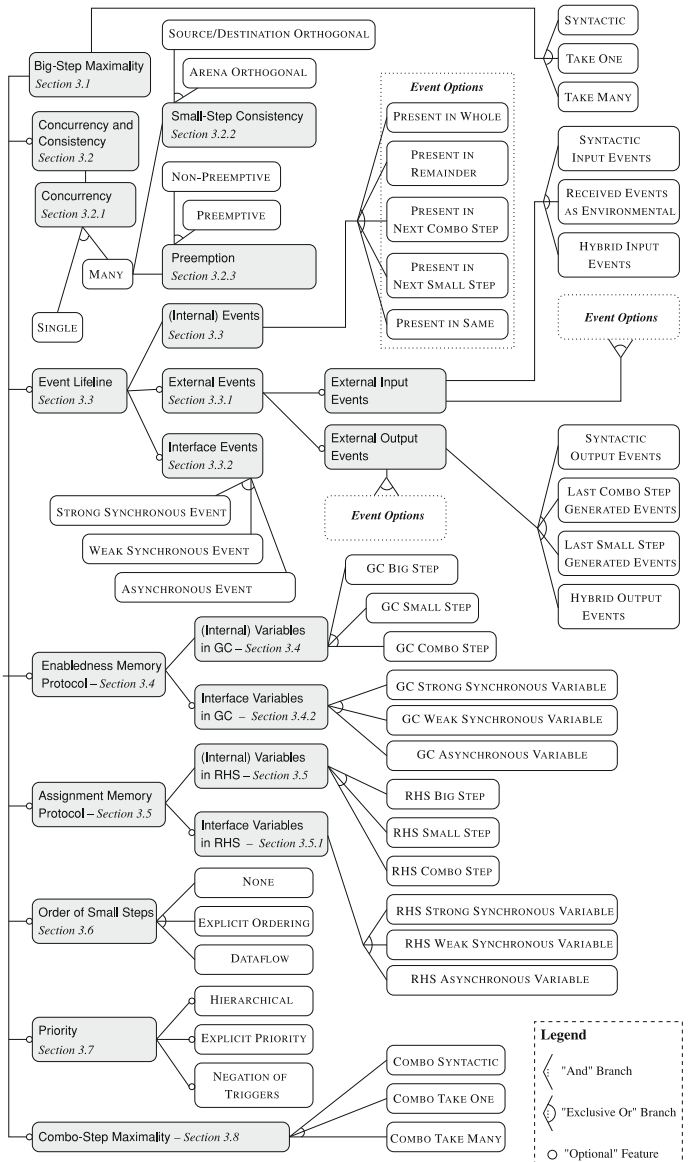 SOURCE/DESTINATION ORTHOGONAL
SYNTACTIC
Big-Step Maximality
Section 3.1
ARENA ORTHOGONAL
TAKE ONE
TAKE MANY
Event Options
Concurrency and
Consistency
Section 3.2
Small-Step Consistency
Section 3.2.2
PRESENT IN WHOLE
SYNTACTIC
INPUT EVENTS
PRESENT IN
REMAINDER
NON-PREEMPTIVE
Concurrency
Section 3.2.1
PREEMPTIVE
RECEIVED EVENTS
AS ENVIRONMENTAL
PRESENT IN
NEXT COMBO STEP
MANY
Preemption
Section 3.2.3
HYBRID INPUT
EVENTS
PRESENT IN
NEXT SMALL STEP
SINGLE
(Internal) Events
Section 3.3
PRESENT IN SAME
Event Options
Event Lifeline
Section 3.3
External Events
Section 3.3.1
External Input
Events
Interface Events
Section 3.3.2
External Output
Events
SYNTACTIC
OUTPUT EVENTS
STRONG SYNCHRONOUS EVENT
LAST COMBO STEP
GENERATED EVENTS
Event Options
WEAK SYNCHRONOUS EVENT
LAST SMALL STEP
GENERATED EVENTS
ASYNCHRONOUS EVENT
GC BIG STEP
HYBRID OUTPUT
EVENTS
GC SMALL STEP
(Internal) Variables
in GC – Section 3.4
GC COMBO STEP
Enabledness Memory
Protocol – Section 3.4
GC STRONG SYNCHRONOUS VARIABLE
Interface Variables
in GC – Section 3.4.2
GC WEAK SYNCHRONOUS VARIABLE
GC ASYNCHRONOUS VARIABLE
(Internal) Variables
in RHS – Section 3.5
RHS BIG STEP
Assignment Memory
Protocol – Section 3.5
Interface Variables
in RHS – Section 3.5.1
RHS SMALL STEP
RHS COMBO STEP
NONE
RHS STRONG SYNCHRONOUS VARIABLE
Order of Small Steps
Section 3.6
EXPLICIT ORDERING
RHS WEAK SYNCHRONOUS VARIABLE
DATAFLOW
RHS ASYNCHRONOUS VARIABLE
HIERARCHICAL
Priority
Section 3.7
EXPLICIT PRIORITY
NEGATION OF
TRIGGERS
COMBO SYNTACTIC
COMBO TAKE ONE
Combo-Step Maximality – Section 3.8
COMBO TAKE MANY
Legend
"And" Branch
"Exclusive Or" Branch
"Optional" Feature